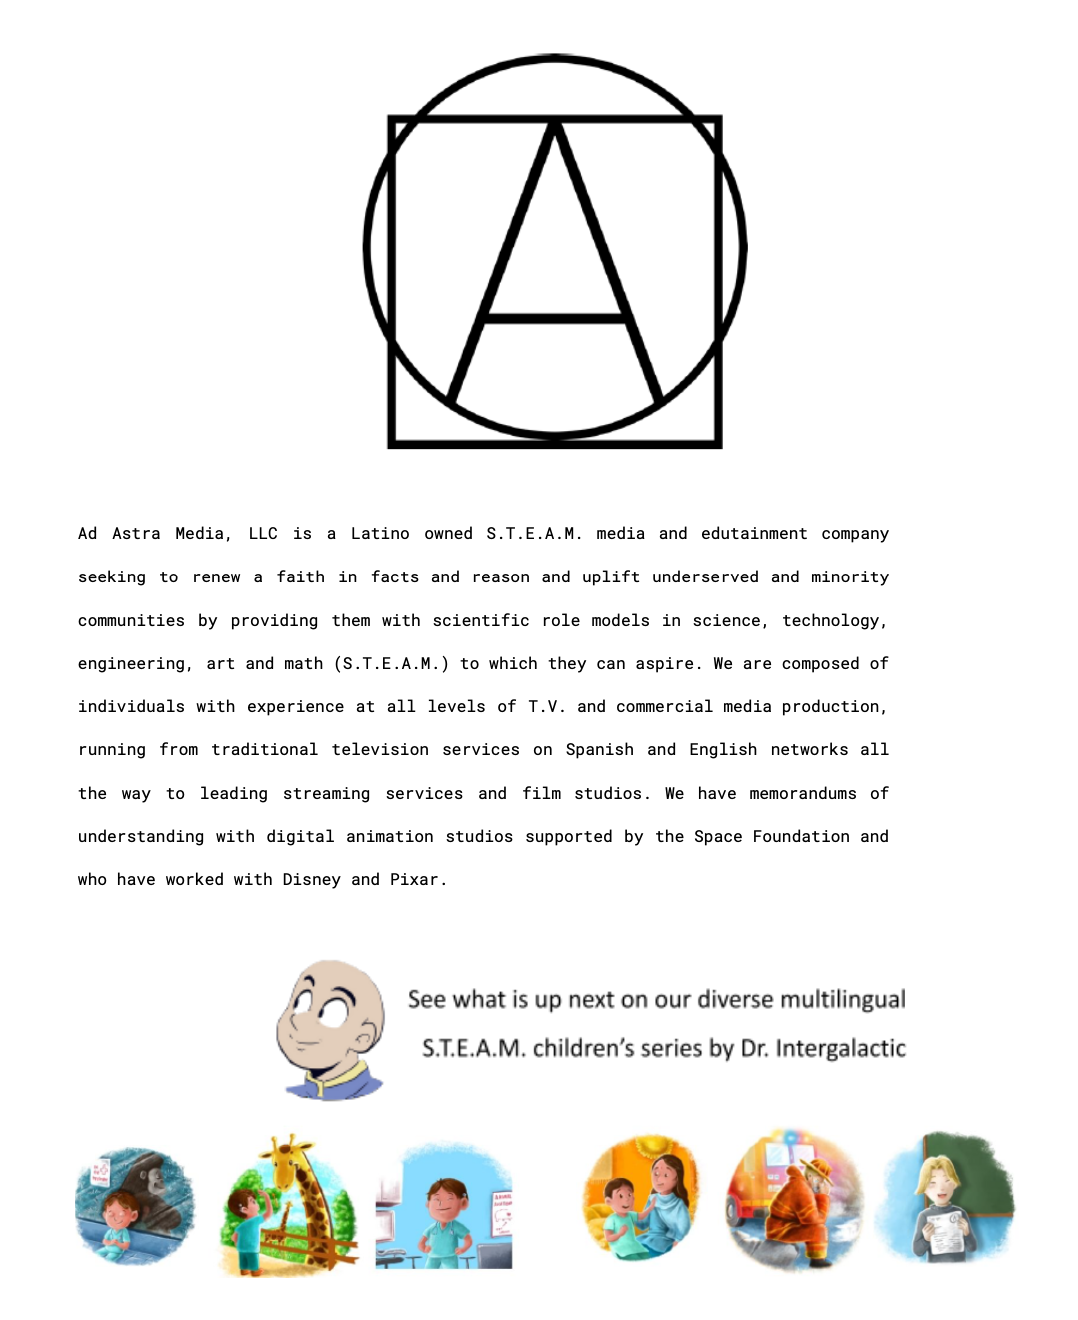 A
Ad Astra Media, LLC is a Latino owned S.T.E.A.M. media and edutainment company
seeking to renew a faith in facts and reason and uplift underserved and minority
communities by providing them with scientific role models in science, technology,
engineering, art and math (S.T.E.A.M.) to which they can aspire. We are composed of
individuals with experience at all levels of T.V. and commercial media production,
running from traditional television services on Spanish and English networks all
the way to leading streaming services and film studios. We have memorandums of
understanding with digital animation studios supported by the Space Foundation and
who have worked with Disney and Pixar.
See what is up next on our diverse multilingual
S.T.E.A.M. children's series by Dr. Intergalactic